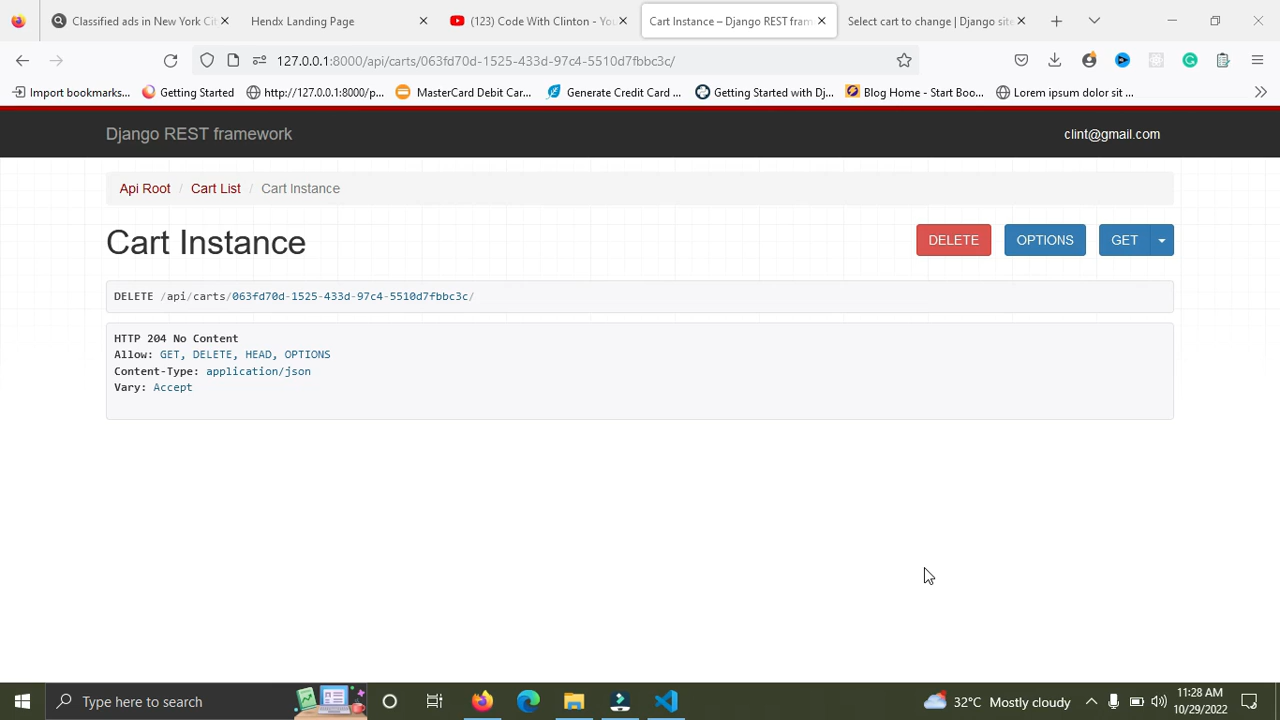 Classified ads in New York Cit
Hendx Landing Page
(123) Code With Clinton - You
Cart Instance – Django REST fram
Select cart to change | Django site
127.0.0.1:8000/api/carts/063fd70d-1525-433d-97c4-5510d7fbbc3c/
Import bookmarks...
Getting Started
http://127.0.0.1:8000/p...
MasterCard Debit Car...
Generate Credit Card ...
Getting Started with Dj...
Blog Home - Start Boo...
Lorem ipsum dolor sit ...
Django REST framework
clint@gmail.com
Api Root / Cart List / Cart Instance
Cart Instance
DELETE
OPTIONS
GET
DELETE /api/carts/063fd70d-1525-433d-97c4-5510d7fbbc3c/
HTTP 204 No Content
Allow: GET, DELETE, HEAD, OPTIONS
Content-Type: application/json
Vary: Accept
Type here to search
32°C Mostly cloudy
11:28 AM
10/29/2022